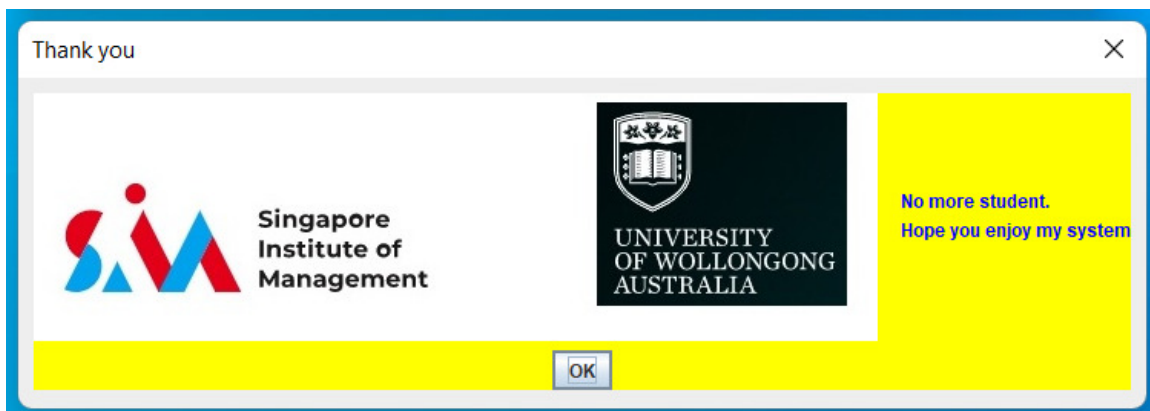 Thank you
SIM
Singapore
Institute of
Management
UNIVERSITY
OF WOLLONGONG
AUSTRALIA
No more student.
Hope you enjoy my system
OK